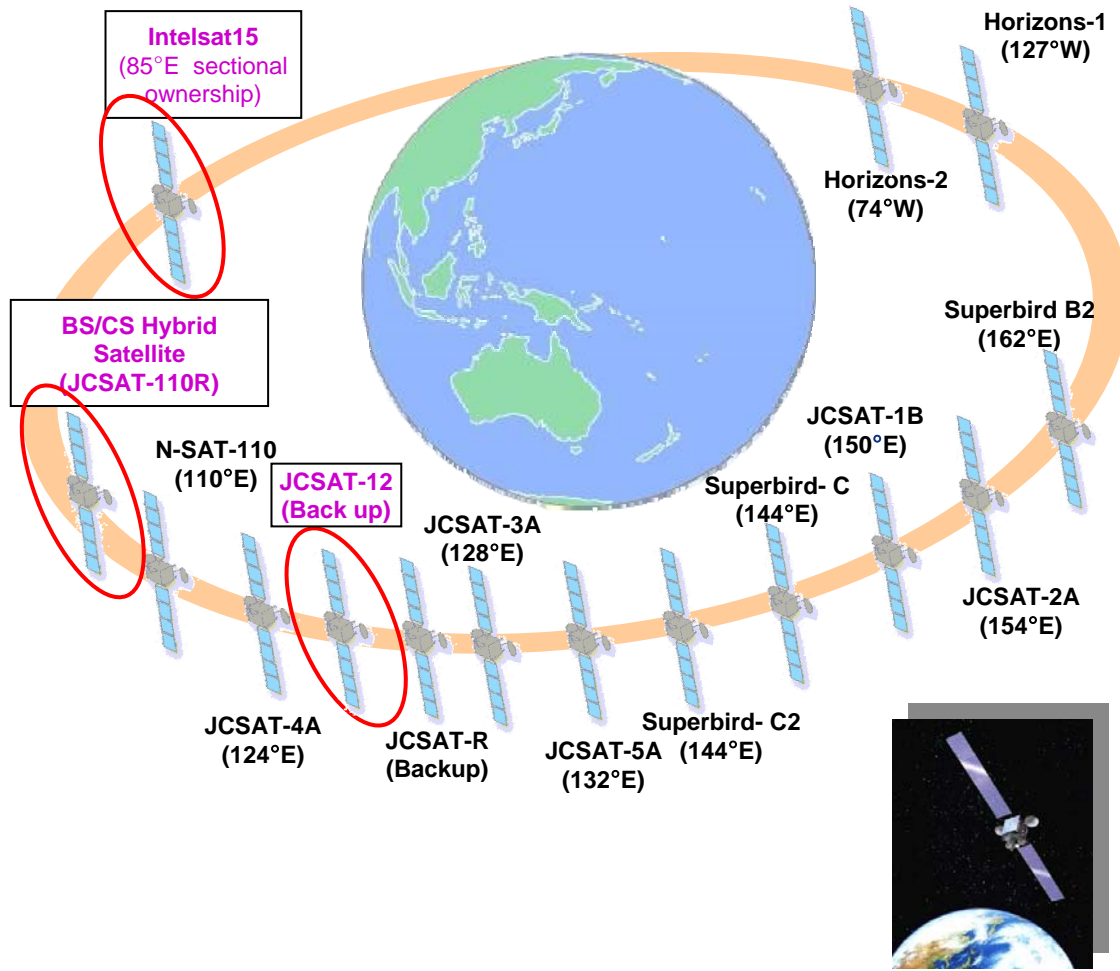 Intelsat15
(85°E sectional
ownership)
Horizons-1
(127°W)
Horizons-2
(74°W)
BS/CS Hybrid
Satellite
(JCSAT-110R)
Superbird B2
(162°E)
N-SAT-110
(110°E)
JCSAT-12
(Back up)
JCSAT-3A
(128°E)
Superbird- C
(144°E)
JCSAT-1B
(150°E)
JCSAT-2A
(154°E)
JCSAT-4A
(124°E)
JCSAT-R
(Backup)
JCSAT-5A
(132°E)
Superbird- C2
(144°E)